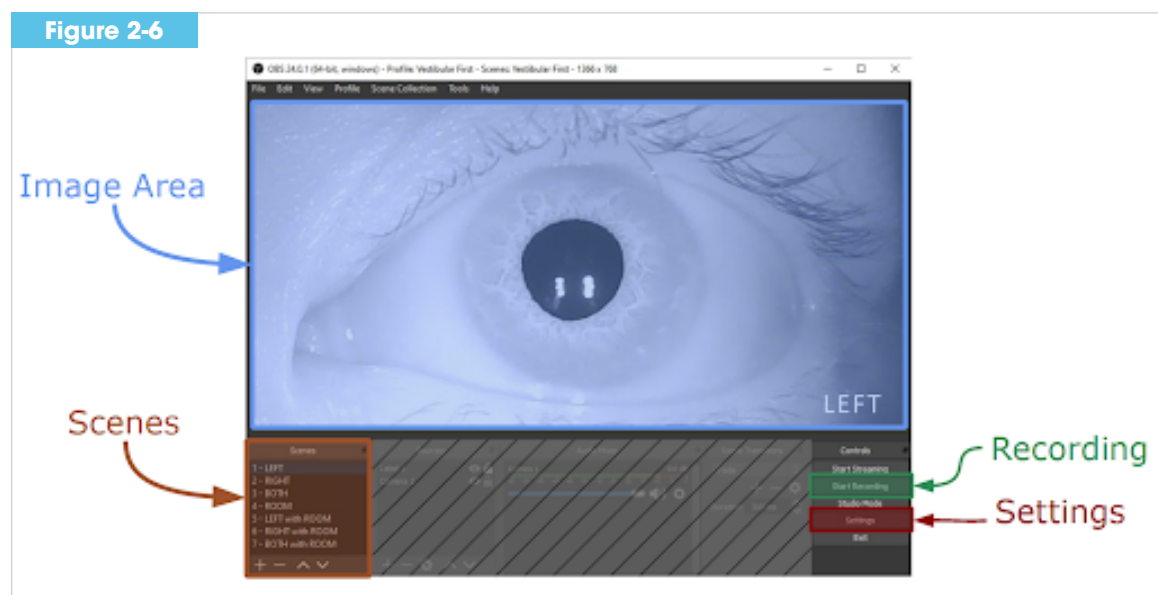 Figure 2-6
OBS 24.0.1 (64-bit, windows) - Profile: Vestibular First - Scenes: Vestibular First - 1366 x 768
File Edit View Profile Scene Collection Tools Help
Image Area
LEFT
Scenes
Scenes
1 - LEFT
2 - RIGHT
3 - BOTH
4 - ROOM
5 - LEFT with ROOM
6 - RIGHT with ROOM
7 - BOTH with ROOM
Controls
Start Streaming
Start Recording
Studio Mode
Settings
Exit
Recording
Settings